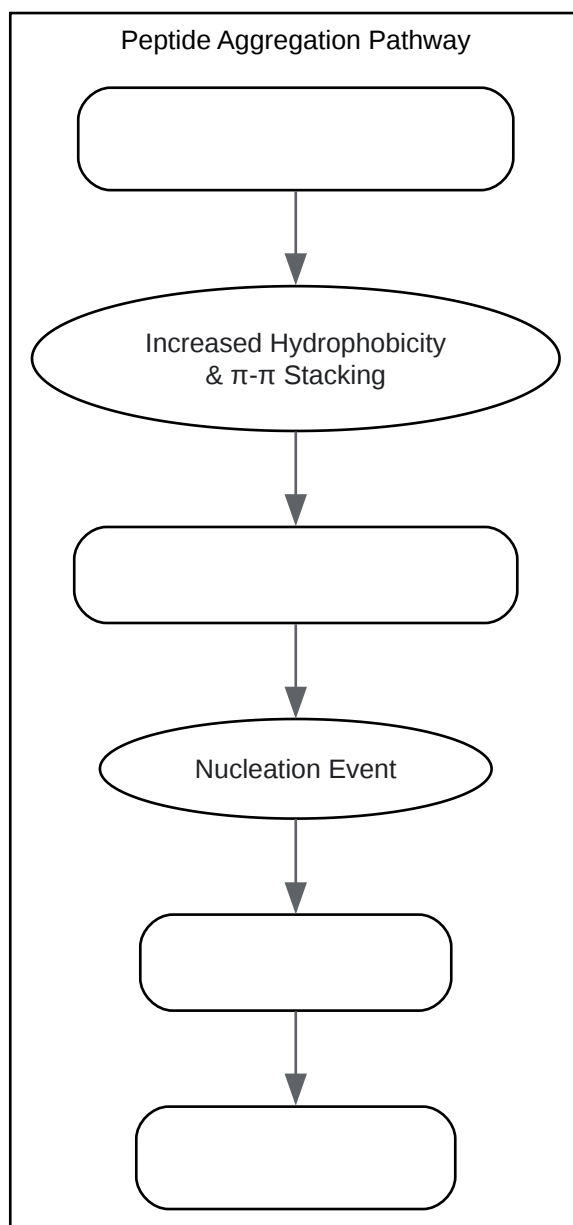 Peptide Aggregation Pathway
Increased Hydrophobicity
& π-π Stacking
Nucleation Event